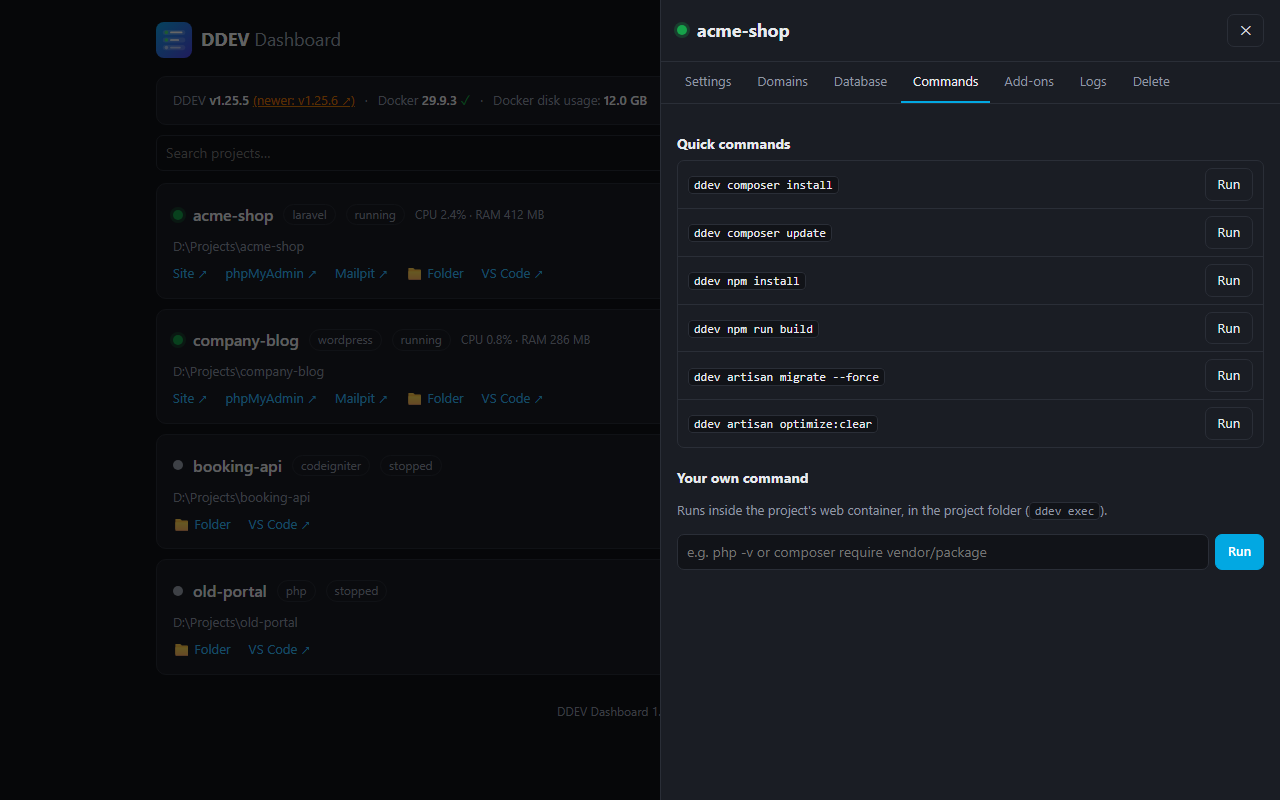 DDEV Dashboard
DDEV v1.25.5 (newer: v1.25.6 ↗) · Docker 29.9.3 ✓ · Docker disk usage: 12.0 GB
Search projects...
acme-shop laravel running CPU 2.4% · RAM 412 MB
D:\Projects\acme-shop
Site ↗ phpMyAdmin ↗ Mailpit ↗ Folder VS Code ↗
company-blog wordpress running CPU 0.8% · RAM 286 MB
D:\Projects\company-blog
Site ↗ phpMyAdmin ↗ Mailpit ↗ Folder VS Code ↗
booking-api codeigniter stopped
D:\Projects\booking-api
Folder VS Code ↗
old-portal php stopped
D:\Projects\old-portal
Folder VS Code ↗
DDEV Dashboard 1.
acme-shop ✕
Settings Domains Database Commands Add-ons Logs Delete
Quick commands
ddev composer install Run
ddev composer update Run
ddev npm install Run
ddev npm run build Run
ddev artisan migrate --force Run
ddev artisan optimize:clear Run
Your own command
Runs inside the project's web container, in the project folder (ddev exec).
e.g. php -v or composer require vendor/package Run